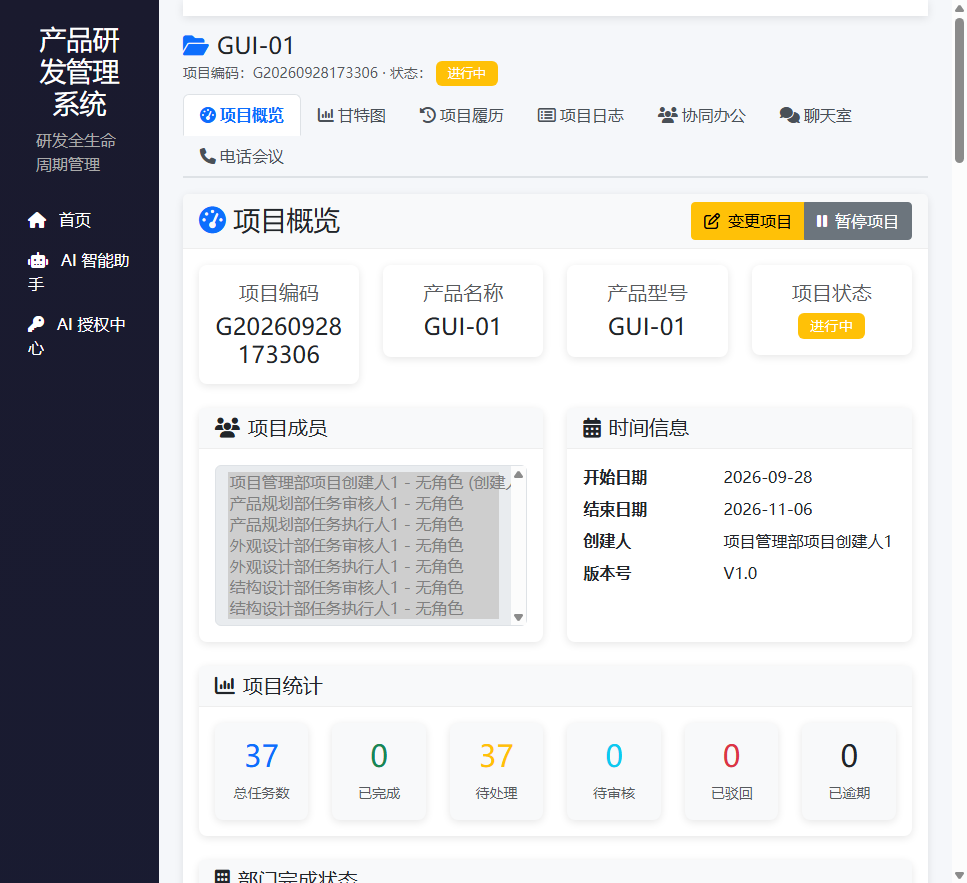 产品研
发管理
系统
研发全生命
周期管理
首页
AI 智能助
手
AI 授权中
心
GUI-01
项目编码：G20260928173306 · 状态： 进行中
项目概览 甘特图 项目履历 项目日志 协同办公 聊天室
电话会议
项目概览 变更项目 暂停项目
项目编码 产品名称 产品型号 项目状态
G20260928 GUI-01 GUI-01 进行中
173306
项目成员
项目管理部项目创建人1 - 无角色 (创建人
产品规划部任务审核人1 - 无角色
产品规划部任务执行人1 - 无角色
外观设计部任务审核人1 - 无角色
外观设计部任务执行人1 - 无角色
结构设计部任务审核人1 - 无角色
结构设计部任务执行人1 - 无角色
时间信息
开始日期 2026-09-28
结束日期 2026-11-06
创建人 项目管理部项目创建人1
版本号 V1.0
项目统计
37 0 37 0 0 0
总任务数 已完成 待处理 待审核 已驳回 已逾期
部门完成状态